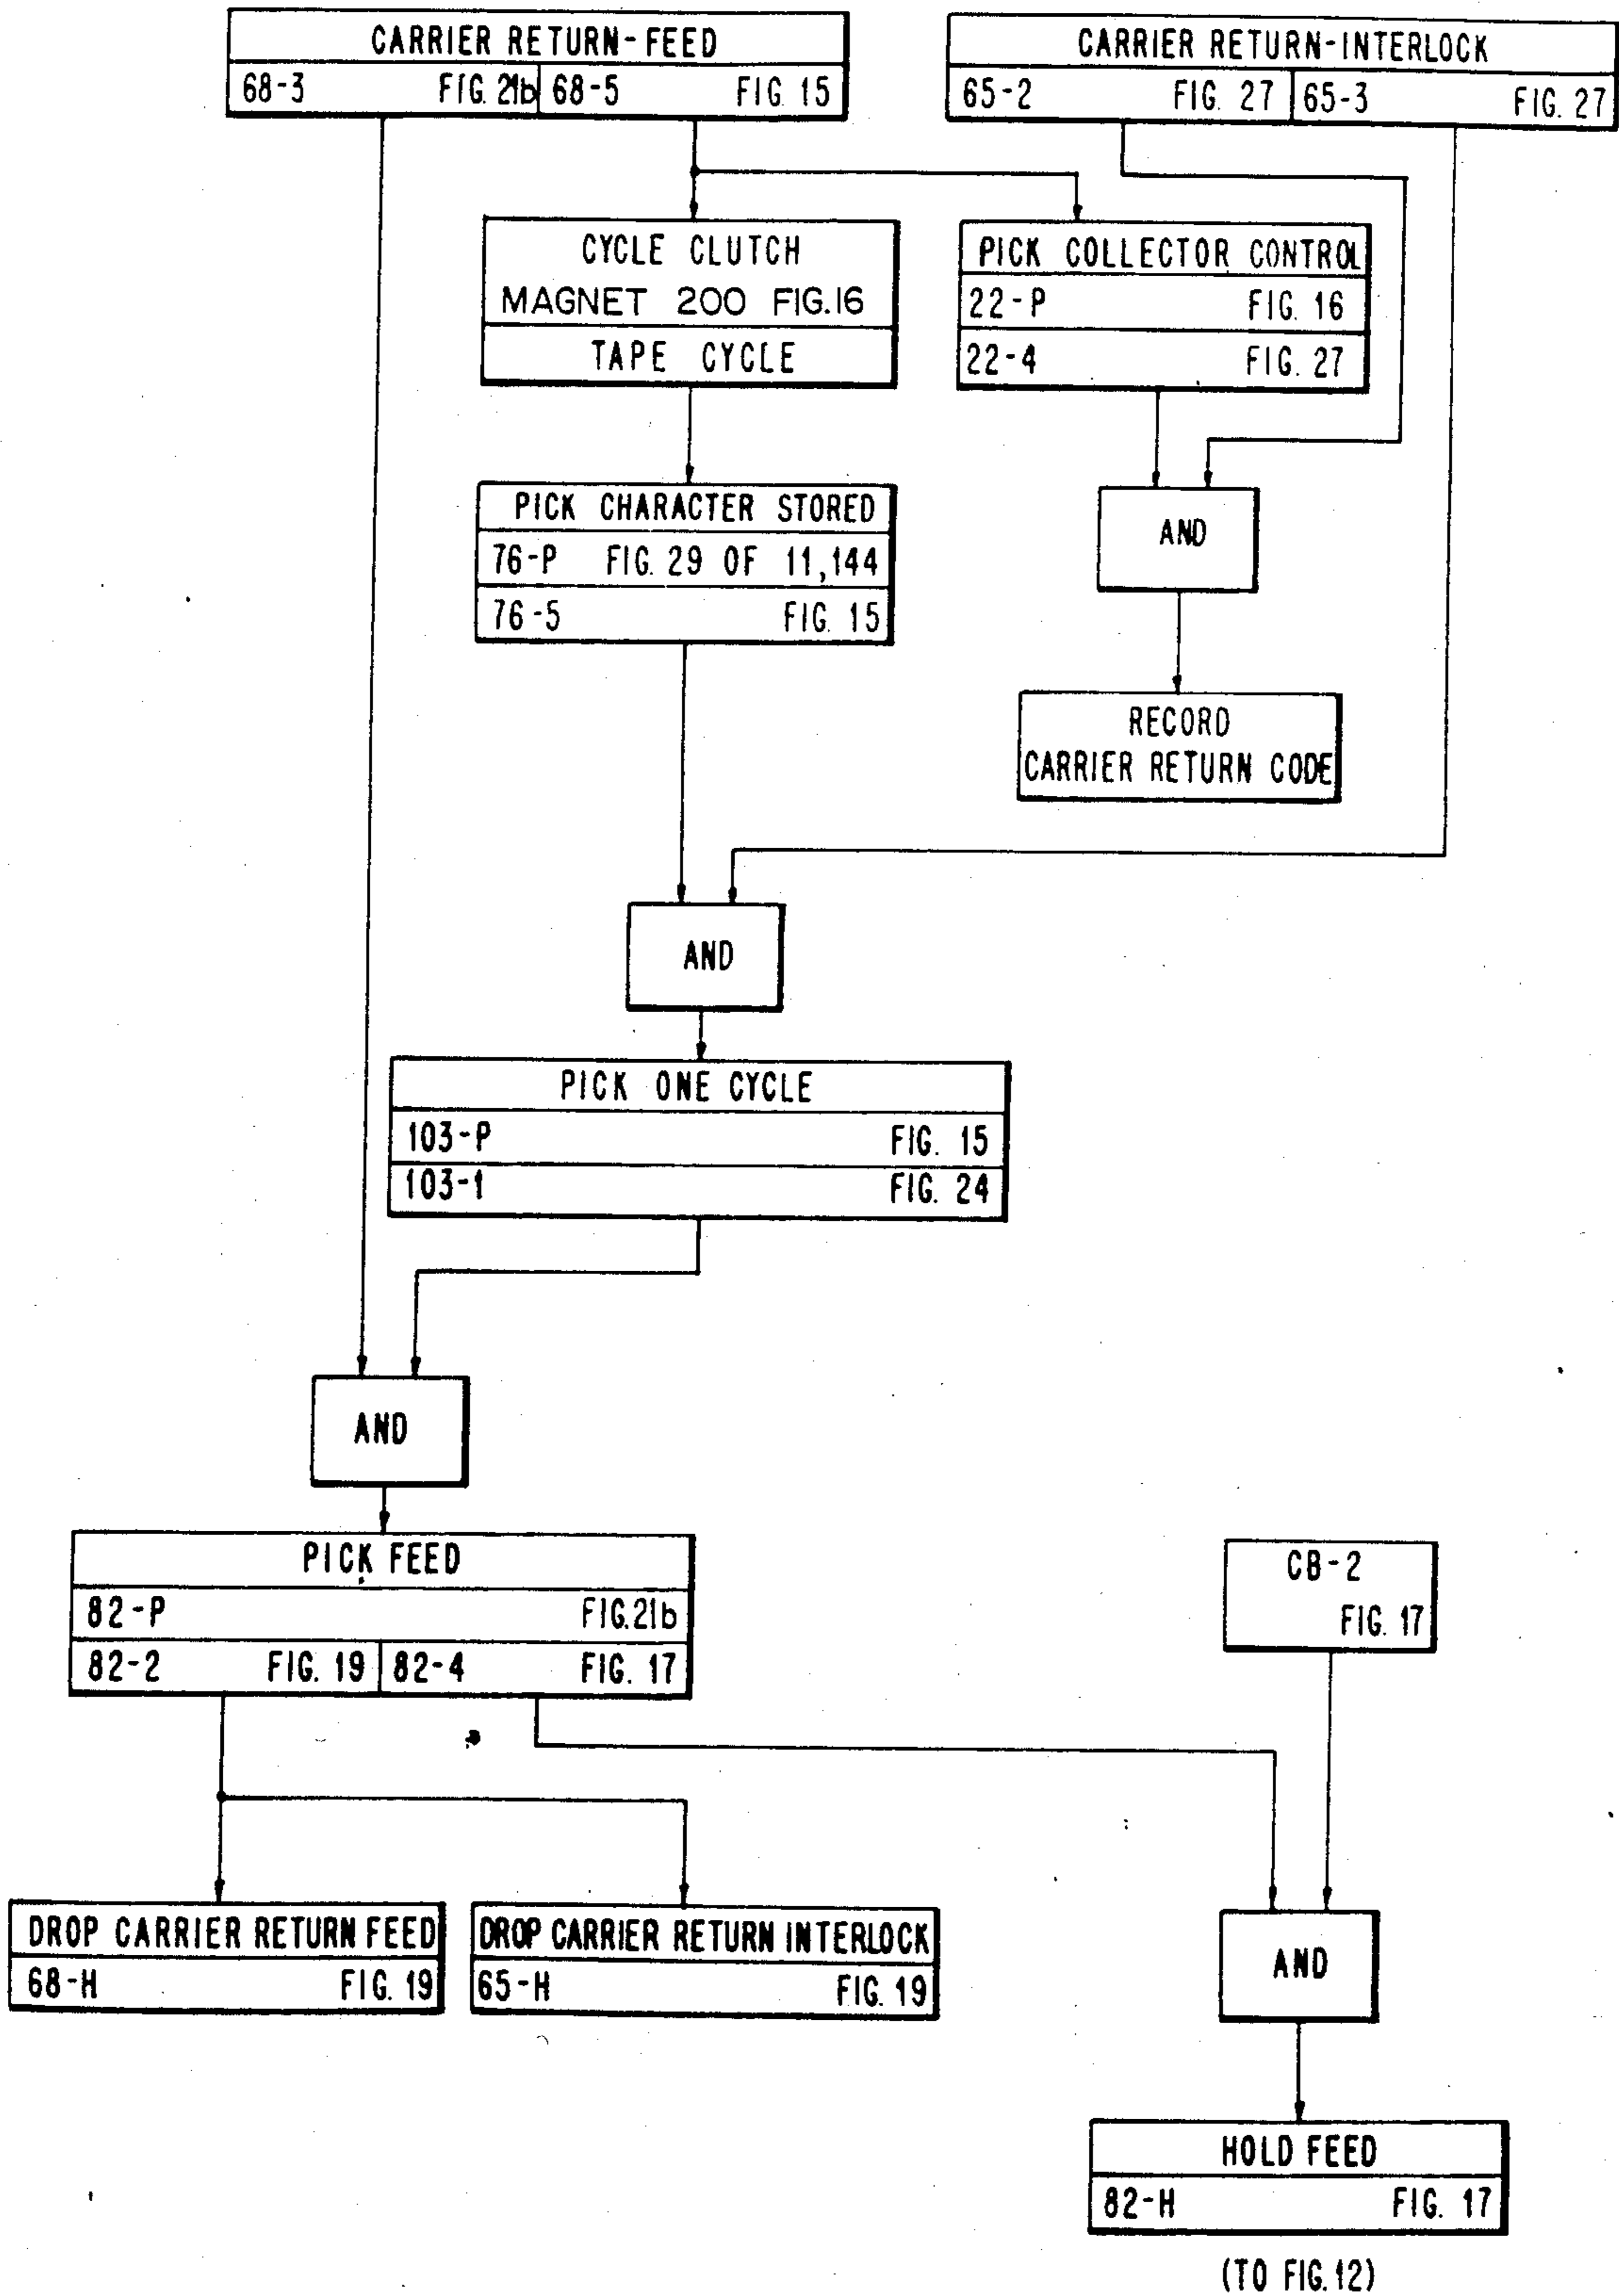 CARRIER RETURN-FEED
68-3 FIG. 21b 68-5 FIG. 15
CARRIER RETURN-INTERLOCK
65-2 FIG. 27 65-3 FIG. 27
CYCLE CLUTCH
MAGNET 200 FIG.16
TAPE CYCLE
PICK COLLECTOR CONTROL
22-P FIG. 16
22-4 FIG. 27
PICK CHARACTER STORED
76-P FIG. 29 OF 11,144
76-5 FIG. 15
AND
RECORD
CARRIER RETURN CODE
AND
PICK ONE CYCLE
103-P FIG. 15
103-1 FIG. 24
AND
PICK FEED
82-P FIG.21b
82-2 FIG. 19 82-4 FIG. 17
CB-2
FIG. 17
DROP CARRIER RETURN FEED
68-H FIG. 19
DROP CARRIER RETURN INTERLOCK
65-H FIG. 19
AND
HOLD FEED
82-H FIG. 17
(TO FIG. 12)